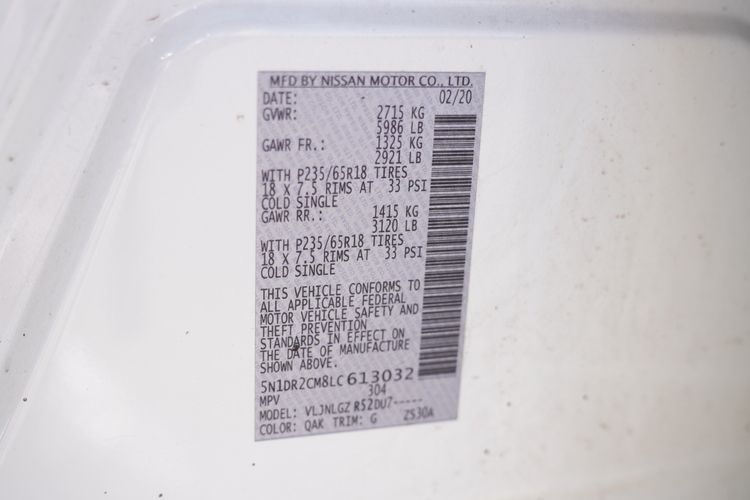 MFD BY NISSAN MOTOR CO., LTD.
DATE: 02/20
GVWR: 2715 KG
5986 LB
GAWR FR.: 1325 KG
2921 LB
WITH P235/65R18 TIRES
18 X 7.5 RIMS AT 33 PSI
COLD SINGLE
GAWR RR.: 1415 KG
3120 LB
WITH P235/65R18 TIRES
18 X 7.5 RIMS AT 33 PSI
COLD SINGLE
THIS VEHICLE CONFORMS TO
ALL APPLICABLE FEDERAL
MOTOR VEHICLE SAFETY AND
THEFT PREVENTION
STANDARDS IN EFFECT ON
THE DATE OF MANUFACTURE
SHOWN ABOVE.
5N1DR2CM8LC613032
MPV 304
MODEL: VLJNLGZ R52DU7-----
COLOR: QAK TRIM: G ZS30A